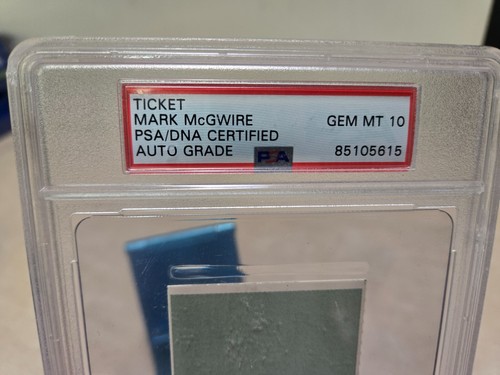 TICKET
MARK McGWIRE GEM MT 10
PSA/DNA CERTIFIED
AUTO GRADE PSA 85105615